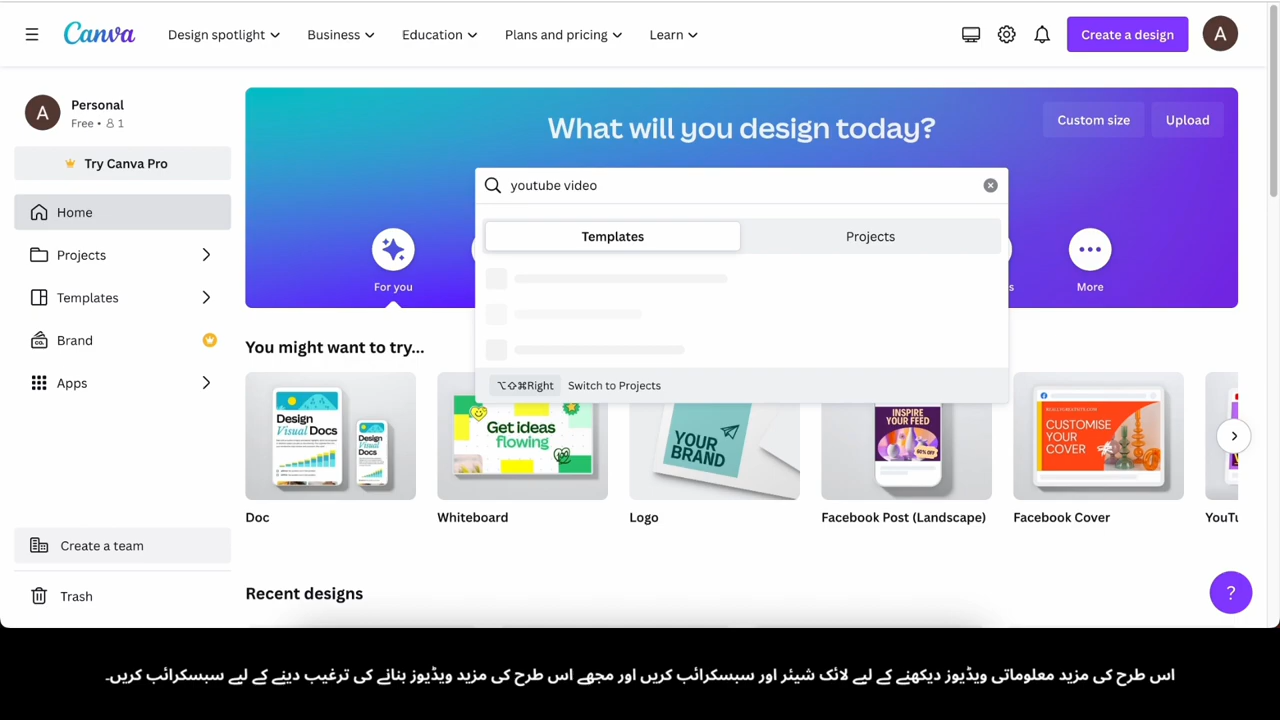 Canva
Design spotlight
Business
Education
Plans and pricing
Learn
Create a design
A
A
Personal
Free • 1
Try Canva Pro
Home
Projects
Templates
Brand
Apps
Create a team
Trash
What will you design today?
Custom size
Upload
youtube video
Templates
Projects
⌥⇧⌘Right
Switch to Projects
For you
s
More
You might want to try...
Design
Visual Docs
Design
Visual Docs
Doc
Get ideas
flowing
Whiteboard
YOUR
BRAND
Logo
INSPIRE
YOUR FEED
Facebook Post (Landscape)
CUSTOMISE
YOUR
COVER
Facebook Cover
YouTu
Recent designs
?
اس طرح کی مزید معلوماتی ویڈیوز دیکھنے کے لیے لائک شیئر اور سبسکرائب کریں اور مجھے اس طرح کی مزید ویڈیوز بنانے کی ترغیب دینے کے لیے سبسکرائب کریں۔